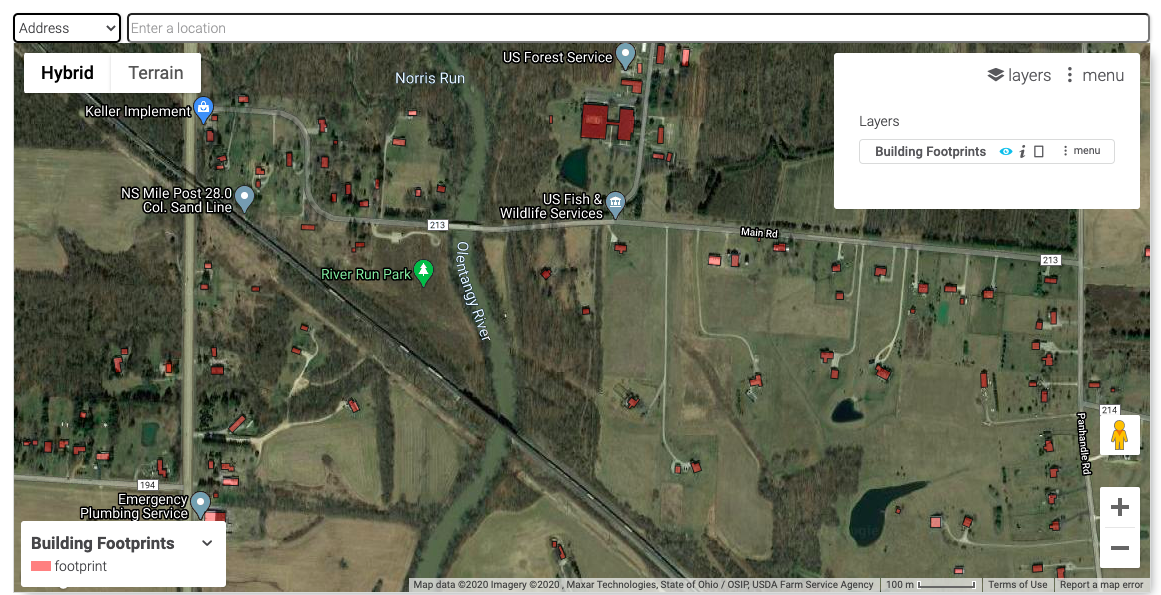 Address
Enter a location
Hybrid
Terrain
layers
menu
Layers
Building Footprints
i
menu
US Forest Service
Norris Run
Keller Implement
NS Mile Post 28.0
Col. Sand Line
US Fish &
Wildlife Services
213
Main Rd
213
River Run Park
Olentangy River
214
Panhandle Rd
194
Emergency
Plumbing Service
Building Footprints
footprint
Map data ©2020 Imagery ©2020 , Maxar Technologies, State of Ohio / OSIP, USDA Farm Service Agency
100 m
Terms of Use
Report a map error